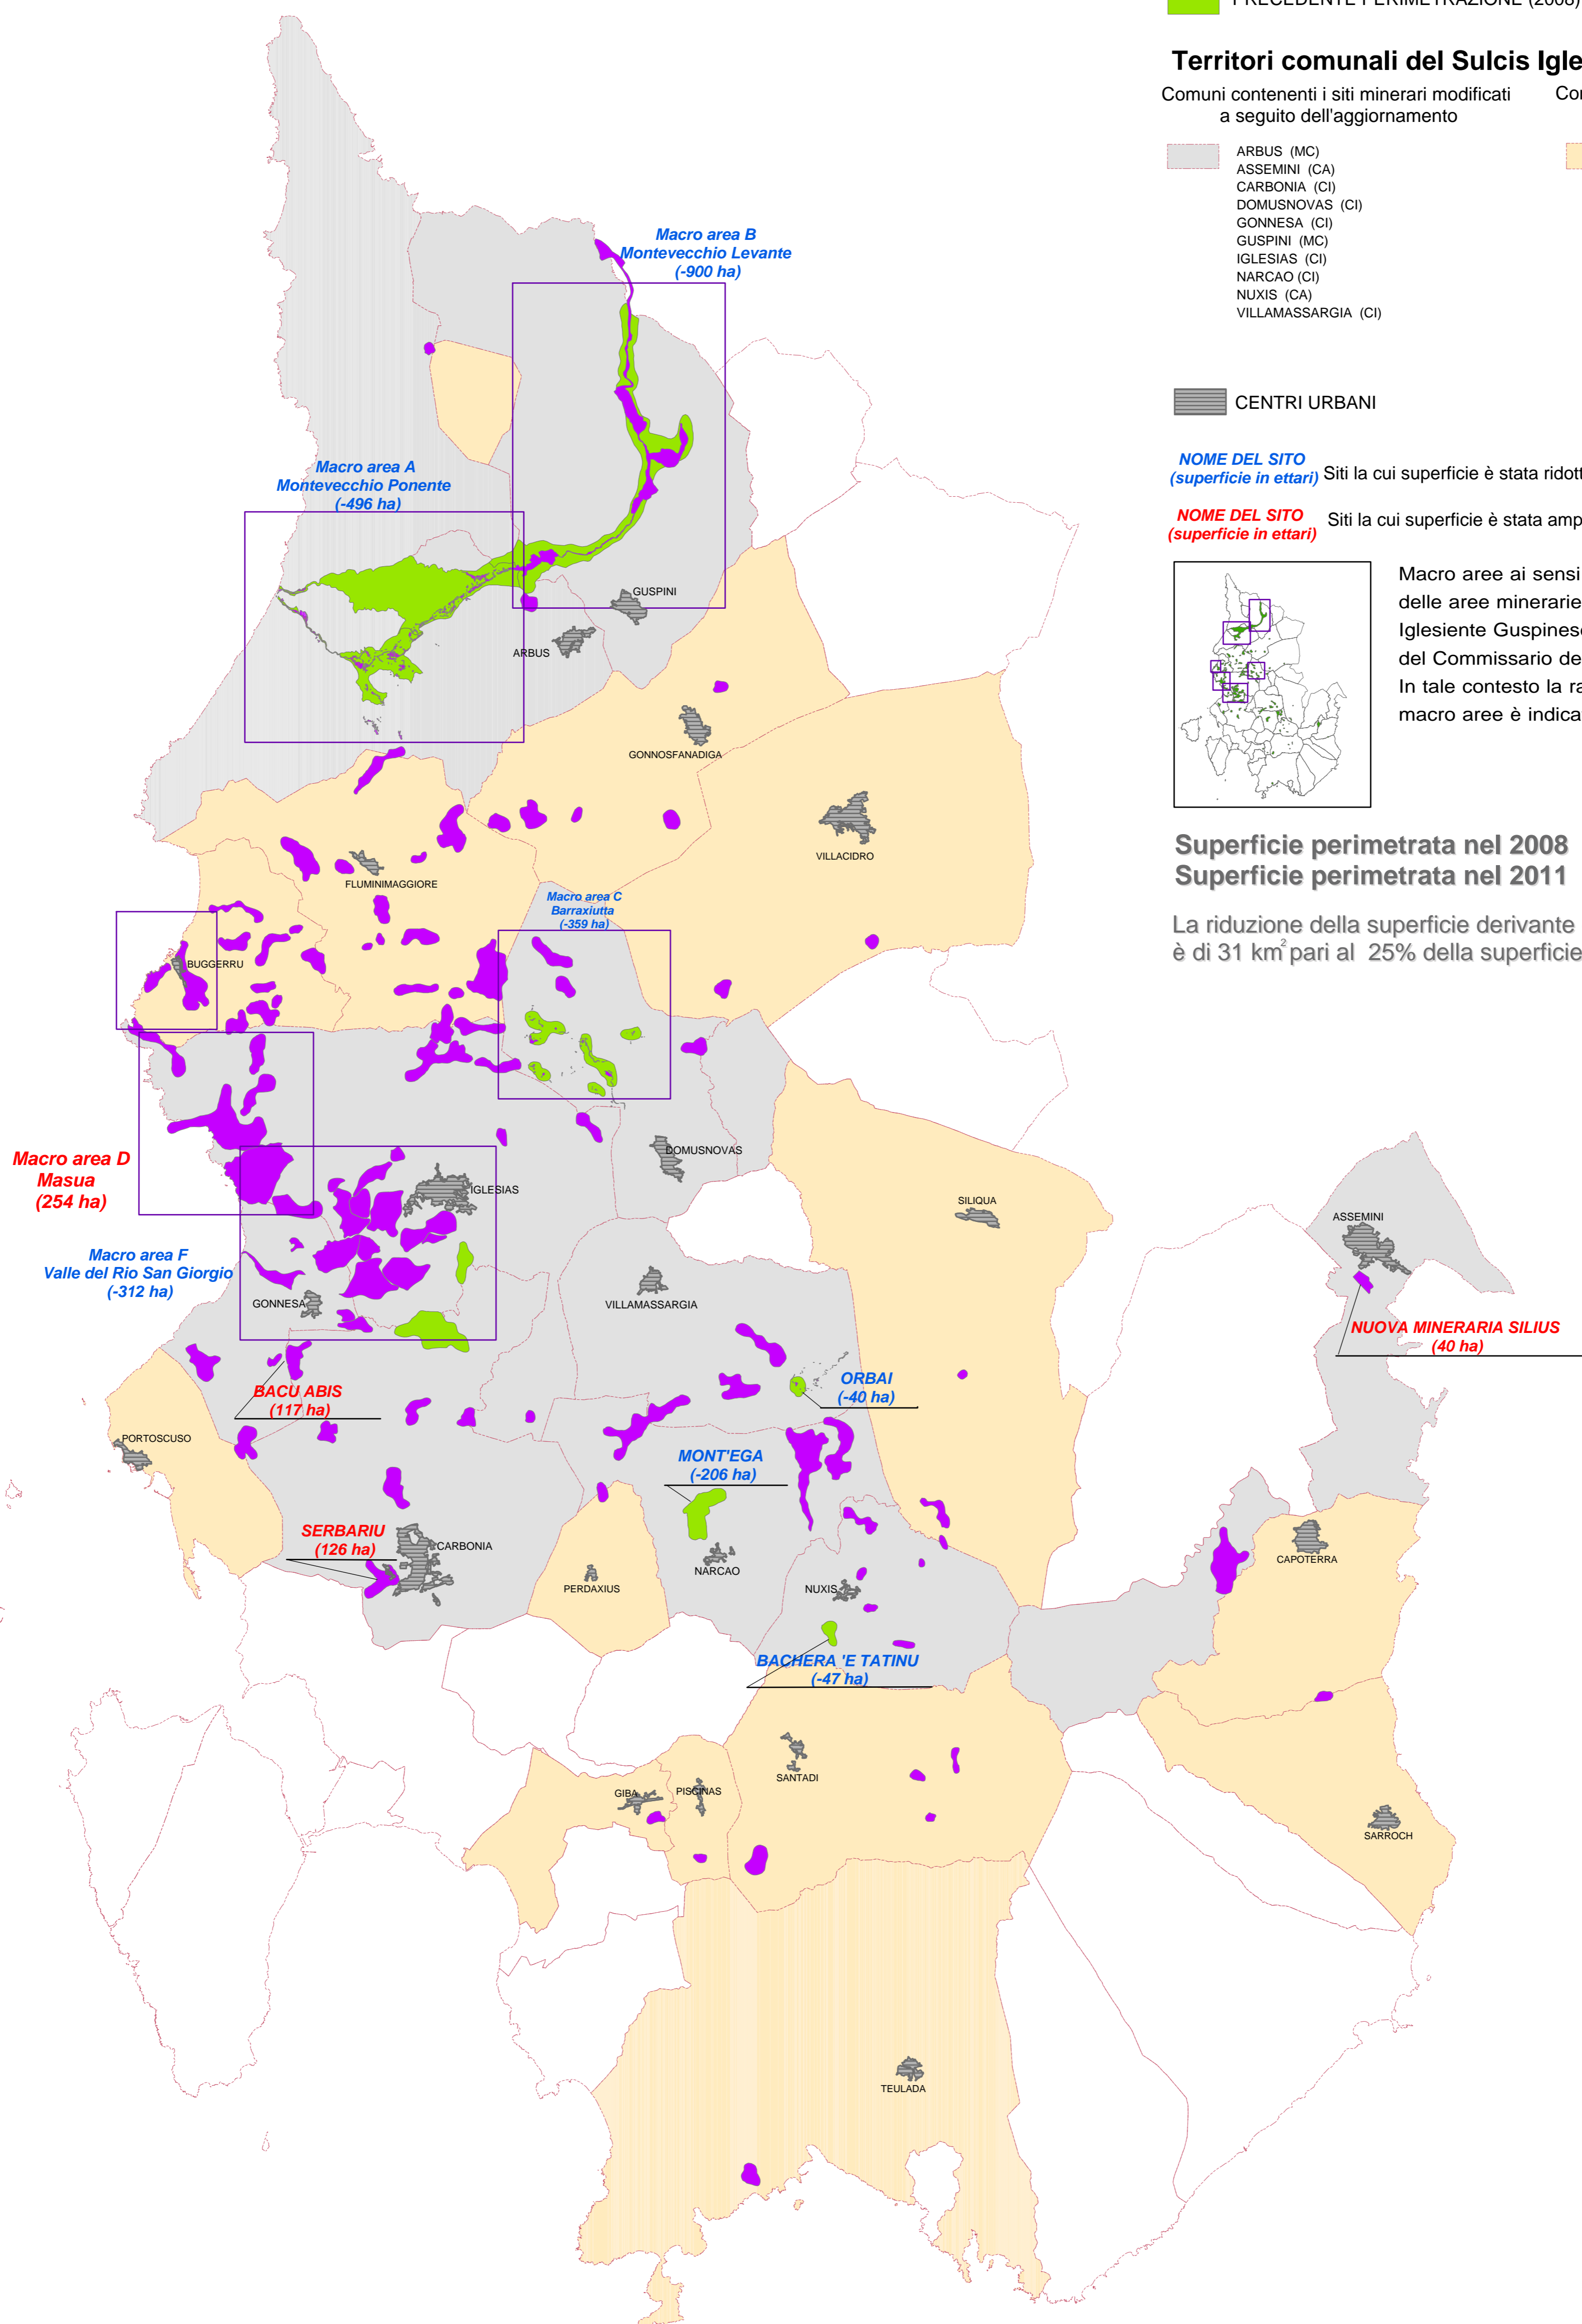 PRECEDENTE PERIMETRAZIONE (2008)
Territori comunali del Sulcis
Comuni contenenti i siti minerari modificati
a seguito dell'aggiornamento
ARBUS (MC)
ASSEMINI (CA)
CARBONIA (CI)
DOMUSNOVAS (CI)
GONNESA (CI)
GUSPINI (MC)
IGLESIAS (CI)
NARCAO (CI)
NUXIS (CA)
VILLAMASSARGIA (CI)
CENTRI URBANI
NOME DEL SITO
(superficie in ettari)
Siti la cui superficie è stata
NOME DEL SITO
(superficie in ettari)
Siti la cui superficie è stata
Macro aree ai sensi
delle aree minerarie
Iglesiente
del Commissario
In tale contesto la
macro aree è
Superficie perimetrata nel 2008
Superficie perimetrata nel 2011
La riduzione della superficie derivante
è di 31 km² pari al 25% della superficie
Macro area B
Montevecchio Levante
(-900 ha)
Macro area A
Montevecchio Ponente
(-496 ha)
GUSPINI
ARBUS
GONNOSFANADIGA
VILLACIDRO
FLUMINIMAGGIORE
Macro area C
Barraxiutta
(-359 ha)
BUGGERRU
DOMUSNOVAS
Macro area D
Masua
(254 ha)
IGLESIAS
SILIQUA
ASSEMINI
Macro area F
Valle del Rio San Giorgio
(-312 ha)
GONNESA
VILLAMASSARGIA
NUOVA MINERARIA SILIUS
(40 ha)
BACU ABIS
(117 ha)
ORBAI
(-40 ha)
PORTOSCUSO
MONT'EGA
(-206 ha)
SERBARIU
(126 ha)
CARBONIA
CAPOTERRA
NARCAO
PERDAXIUS
NUXIS
BACHERA 'E TATINU
(-47 ha)
SANTADI
GIBA
PISCINAS
SARROCH
TEULADA